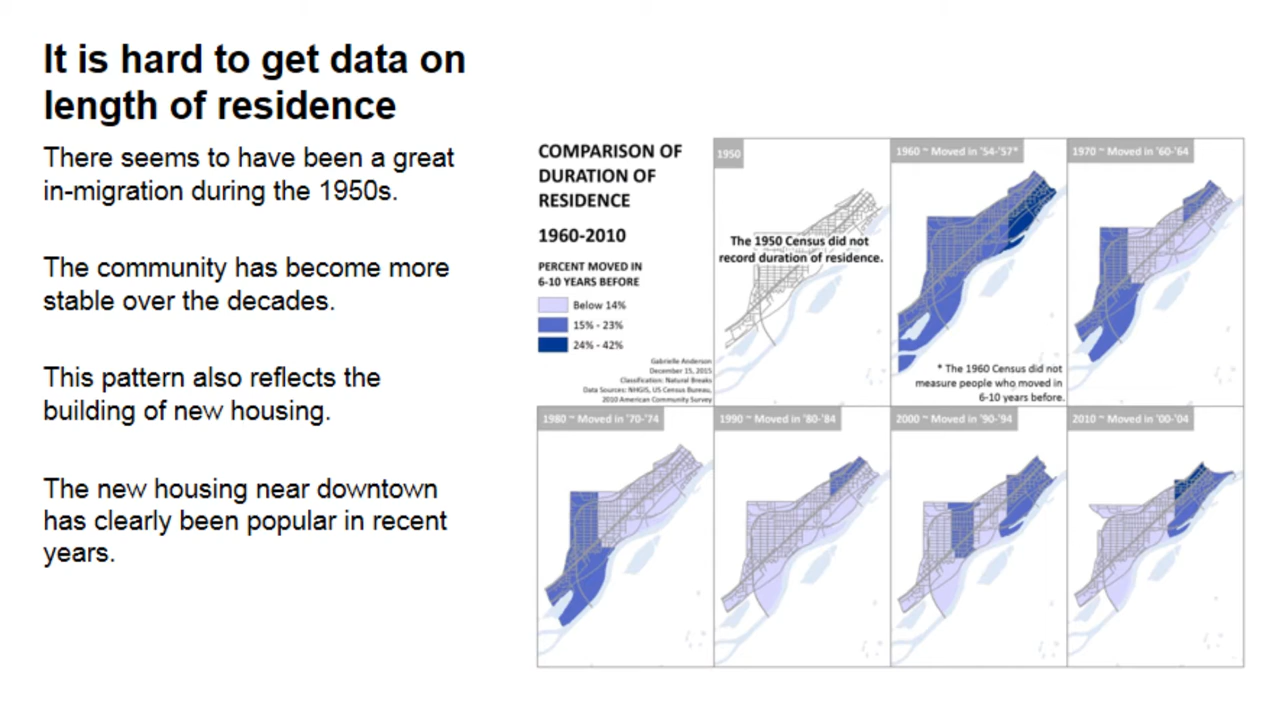 It is hard to get data on
length of residence
There seems to have been a great
in-migration during the 1950s.
The community has become more
stable over the decades.
This pattern also reflects the
building of new housing.
The new housing near downtown
has clearly been popular in recent
years.
COMPARISON OF
DURATION OF
RESIDENCE
1960-2010
PERCENT MOVED IN
6-10 YEARS BEFORE
Below 14%
15% - 23%
24% - 42%
Gabrielle Anderson
December 15, 2015
Classification: Natural Breaks
Data Sources: NHGIS, US Census Bureau,
2010 American Community Survey
1950
The 1950 Census did not
record duration of residence.
1960 ~ Moved in '54-'57*
* The 1960 Census did not
measure people who moved in
6-10 years before.
1970 ~ Moved in '60-'64
1980 ~ Moved in '70-'74
1990 ~ Moved in '80-'84
2000 ~ Moved in '90-'94
2010 ~ Moved in '00-'04